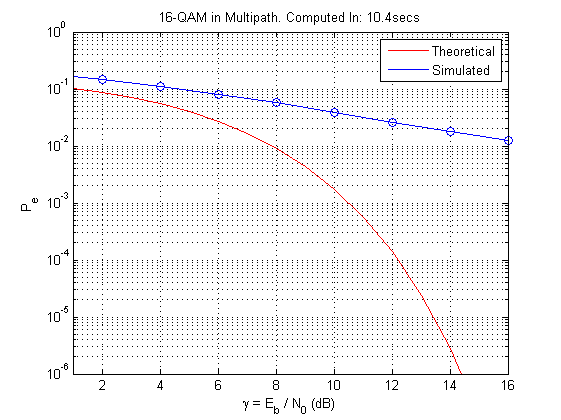 16-QAM in Multipath. Computed In: 10.4secs
Theoretical
Simulated
10^0
10^-1
10^-2
10^-3
10^-4
10^-5
10^-6
P_e
2 4 6 8 10 12 14 16
γ = E_b / N_0 (dB)